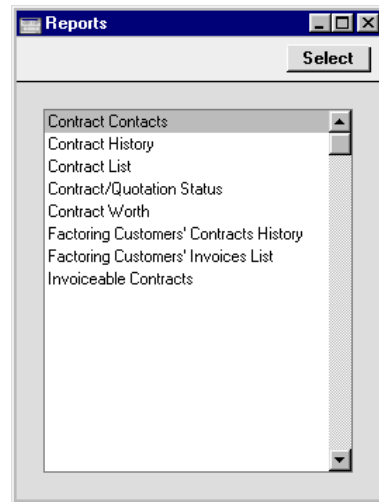 Reports
Select
Contract Contacts
Contract History
Contract List
Contract/Quotation Status
Contract Worth
Factoring Customers' Contracts History
Factoring Customers' Invoices List
Invoiceable Contracts